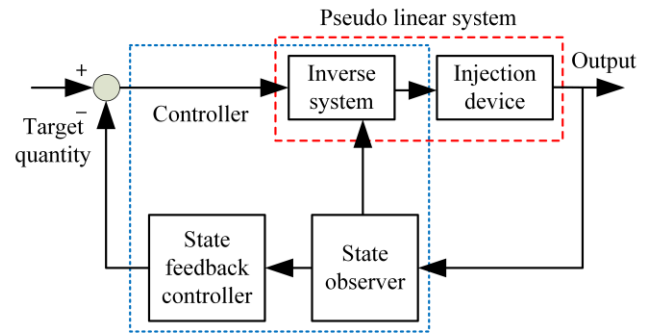 Pseudo linear system
+
Inverse
system
Injection
device
Output
Controller
−
Target
quantity
State
feedback
controller
State
observer